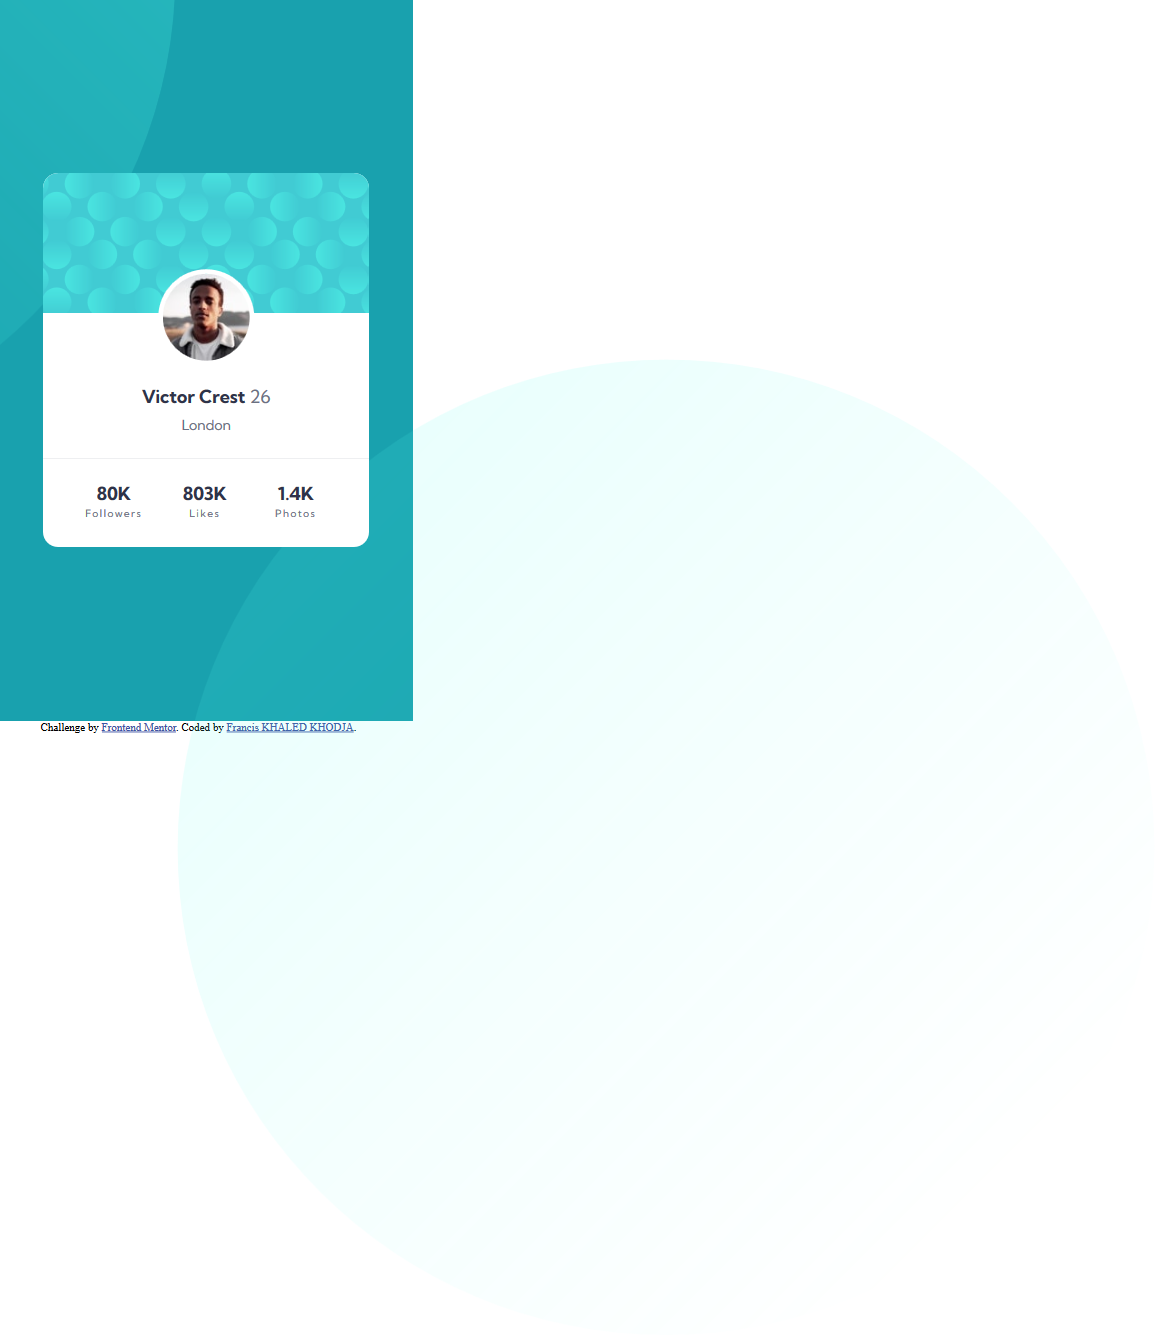 Victor Crest 26
London
80K 803K 1.4K
Followers Likes Photos
Challenge by Frontend Mentor. Coded by Francis KHALED KHODJA.